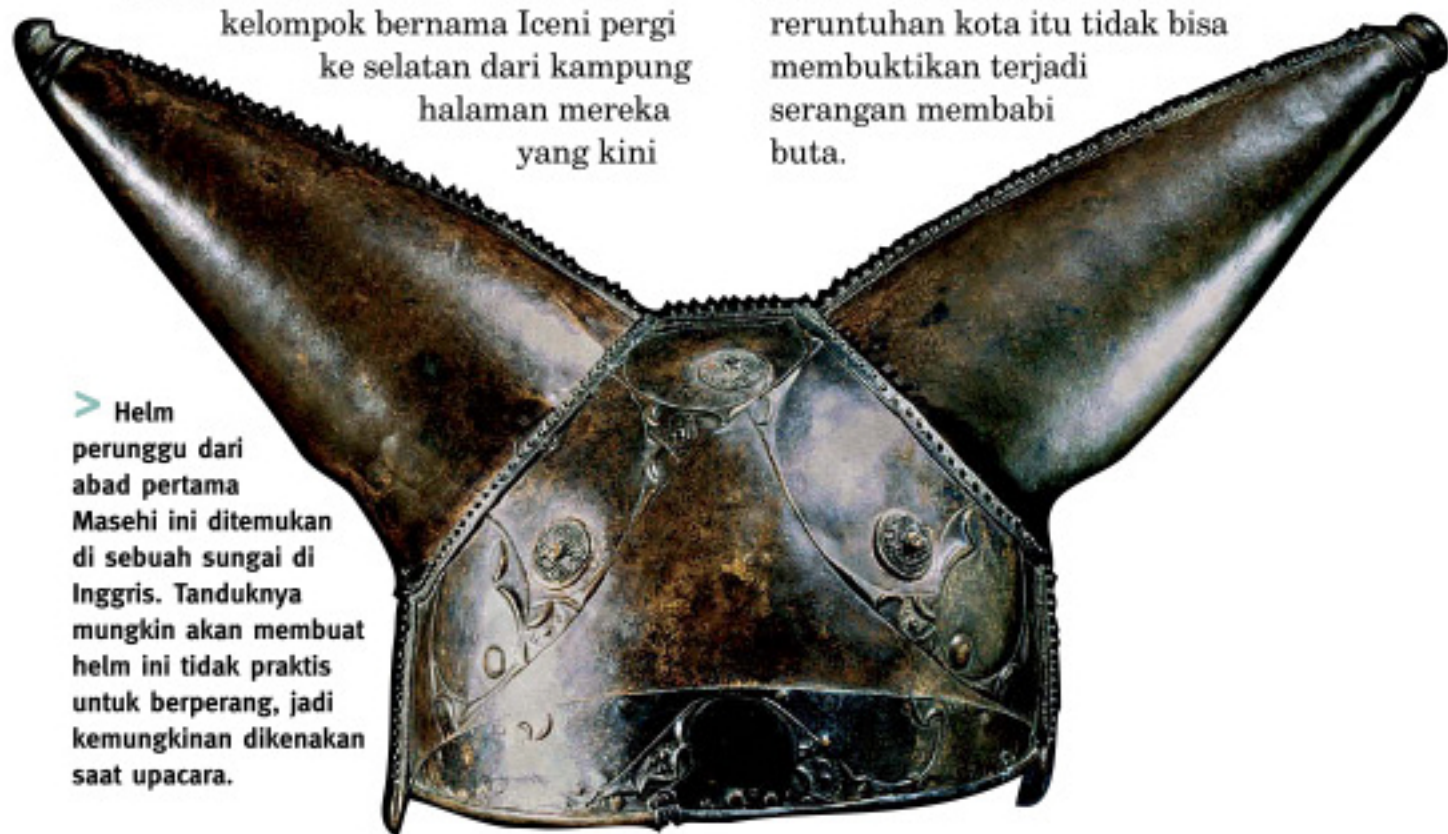 kelompok bernama Iceni pergi
ke selatan dari kampung
halaman mereka
yang kini
reruntuhan kota itu tidak bisa
membuktikan terjadi
serangan membabi
buta.
> Helm
perunggu dari
abad pertama
Masehi ini ditemukan
di sebuah sungai di
Inggris. Tanduknya
mungkin akan membuat
helm ini tidak praktis
untuk berperang, jadi
kemungkinan dikenakan
saat upacara.